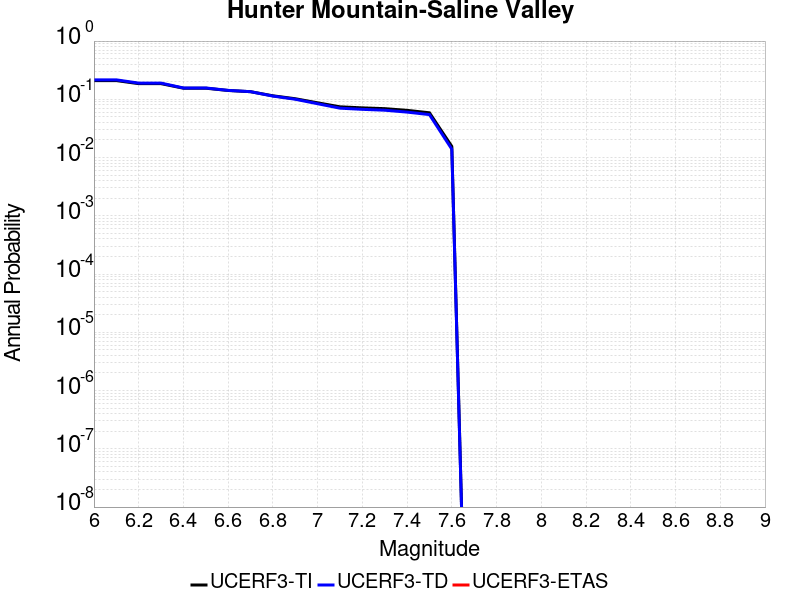 Hunter Mountain-Saline Valley
10^0
10^-1
10^-2
10^-3
10^-4
10^-5
10^-6
10^-7
10^-8
Annual Probability
6 6.2 6.4 6.6 6.8 7 7.2 7.4 7.6 7.8 8 8.2 8.4 8.6 8.8 9
Magnitude
UCERF3-TI UCERF3-TD UCERF3-ETAS